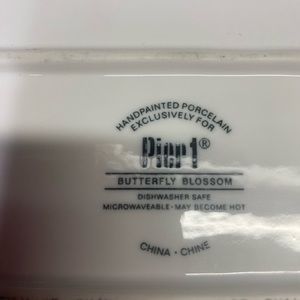 HANDPAINTED PORCELAIN
EXCLUSIVELY FOR
Pier 1®
BUTTERFLY BLOSSOM
DISHWASHER SAFE
MICROWAVEABLE · MAY BECOME HOT
CHINA · CHINE